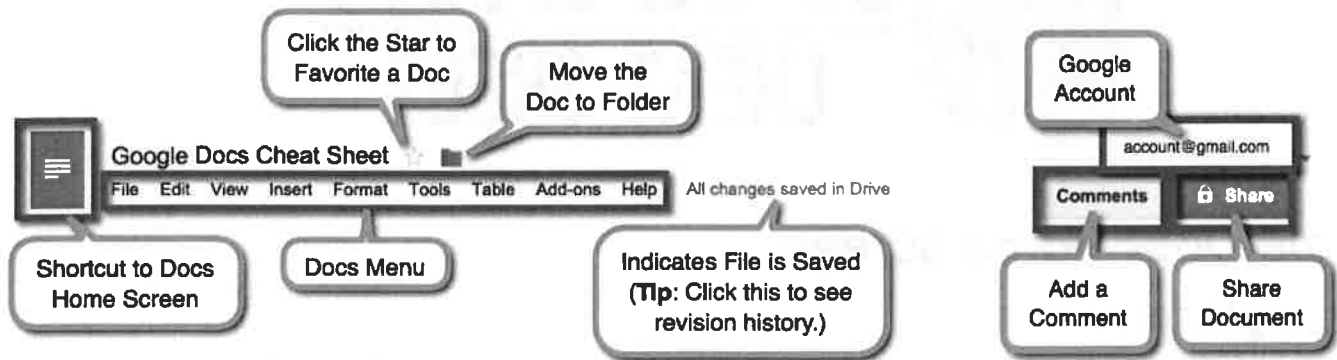 Click the Star to
Favorite a Doc
Move the
Doc to Folder
Google
Account
Google Docs Cheat Sheet
account@gmail.com
File Edit View Insert Format Tools Table Add-ons Help
All changes saved in Drive
Comments
Share
Shortcut to Docs
Home Screen
Docs Menu
Indicates File is Saved
(Tip: Click this to see
revision history.)
Add a
Comment
Share
Document